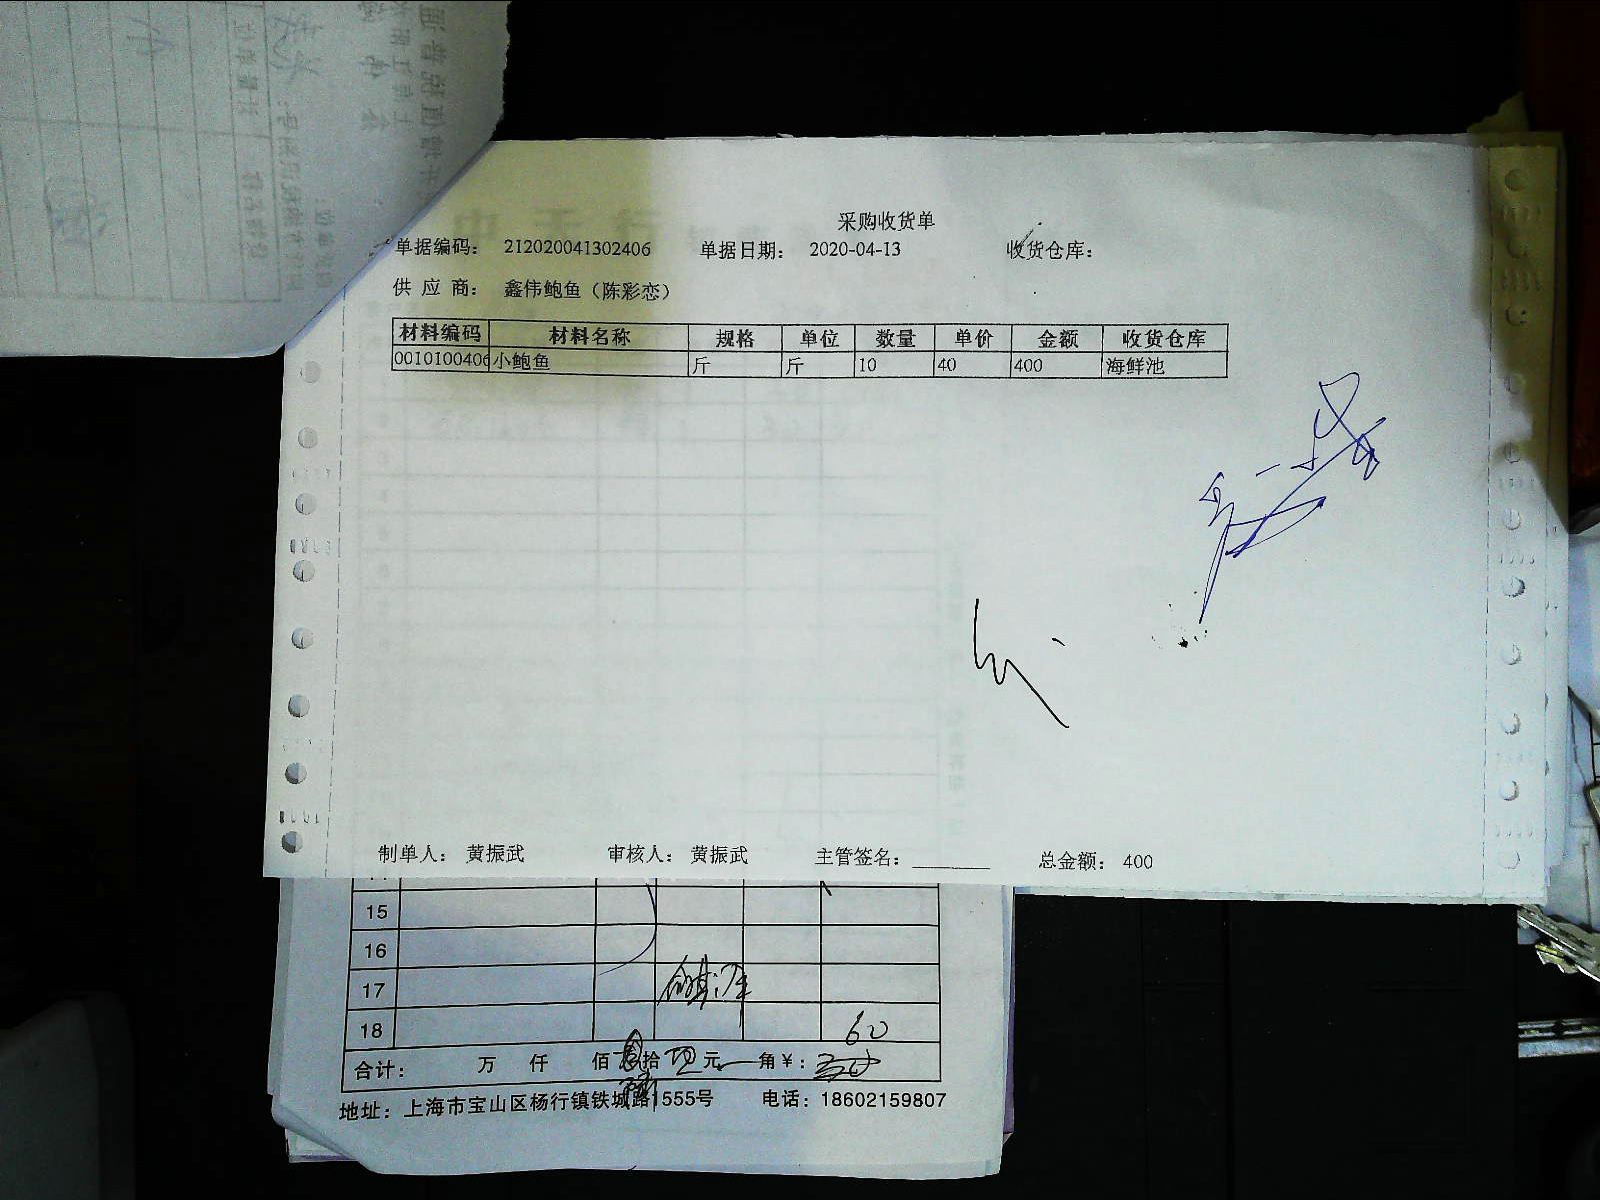 采购收货单
单据编码： 212020041302406 单据日期： 2020-04-13 收货仓库：
供 应 商： 鑫伟鲍鱼（陈彩恋）
材料编码 材料名称 规格 单位 数量 单价 金额 收货仓库
0010100406 小鲍鱼 斤 斤 10 40 400 海鲜池
制单人： 黄振武 审核人： 黄振武 主管签名： 总金额： 400
15
16
17
18 60
合计： 万 仟 佰 拾 元 角 ¥：
地址：上海市宝山区杨行镇铁城路1555号 电话：18602159807